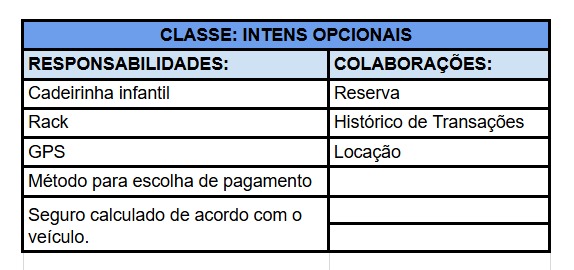 CLASSE: INTENS OPCIONAIS
RESPONSABILIDADES: COLABORAÇÕES:
Cadeirinha infantil Reserva
Rack Histórico de Transações
GPS Locação
Método para escolha de pagamento
Seguro calculado de acordo com o
veículo.